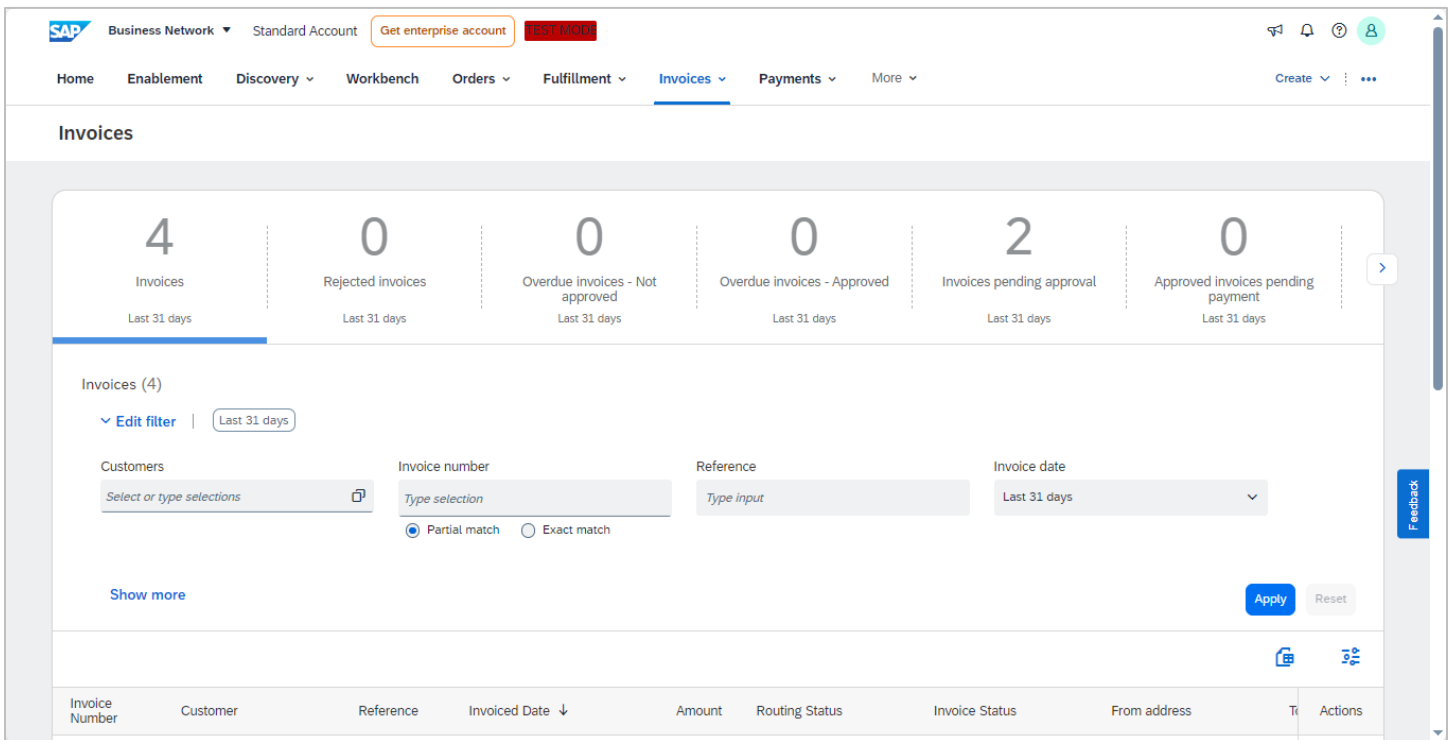 SAP Business Network Standard Account Get enterprise account TEST MODE
Home Enablement Discovery Workbench Orders Fulfillment Invoices Payments More Create
Invoices
4 0 0 0 2 0
Invoices Rejected invoices Overdue invoices - Not approved Overdue invoices - Approved Invoices pending approval Approved invoices pending payment
Last 31 days Last 31 days Last 31 days Last 31 days Last 31 days Last 31 days
Invoices (4)
Edit filter Last 31 days
Customers Invoice number Reference Invoice date
Select or type selections Type selection Type input Last 31 days
Partial match Exact match
Feedback
Show more Apply Reset
Invoice Number Customer Reference Invoiced Date Amount Routing Status Invoice Status From address Actions